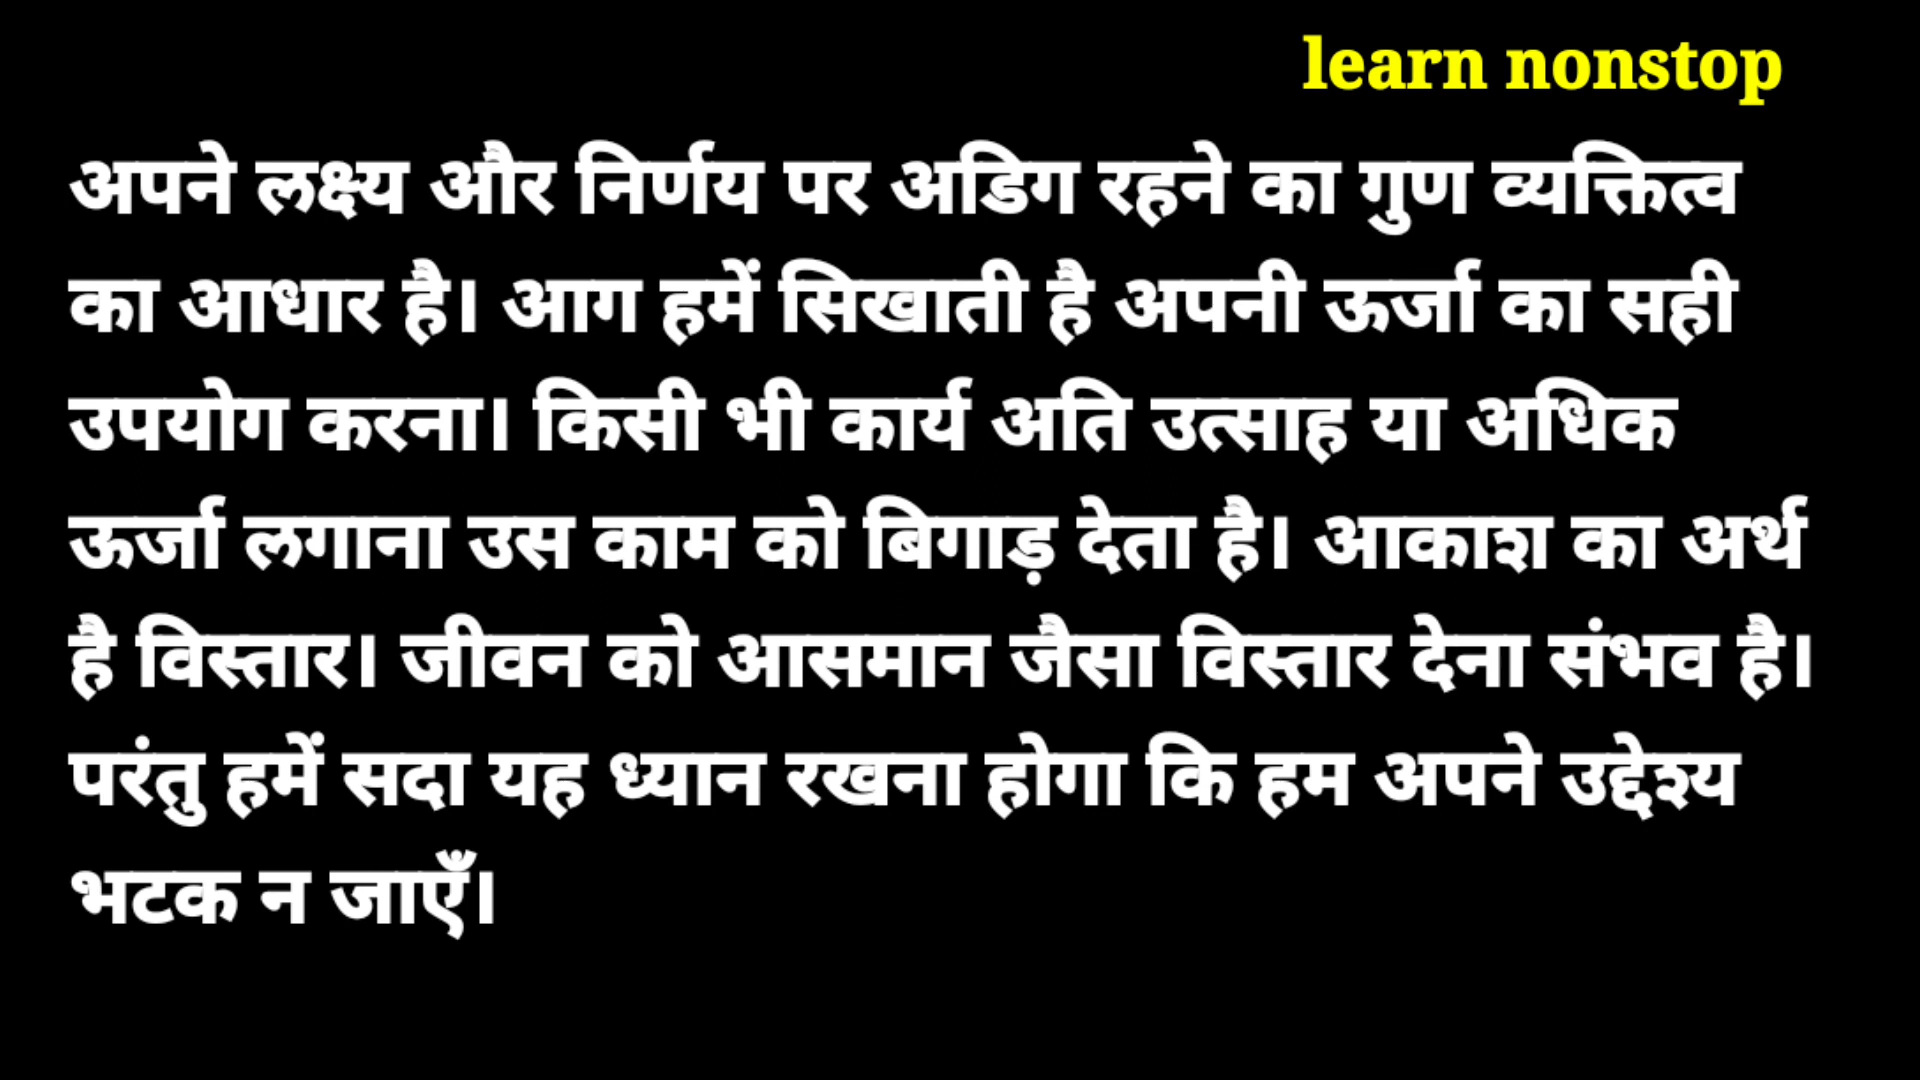 learn nonstop
अपने लक्ष्य और निर्णय पर अडिग रहने का गुण व्यक्तित्व
का आधार है। आग हमें सिखाती है अपनी ऊर्जा का सही
उपयोग करना। किसी भी कार्य अति उत्साह या अधिक
ऊर्जा लगाना उस काम को बिगाड़ देता है। आकाश का अर्थ
है विस्तार। जीवन को आसमान जैसा विस्तार देना संभव है।
परंतु हमें सदा यह ध्यान रखना होगा कि हम अपने उद्देश्य
भटक न जाएँ।